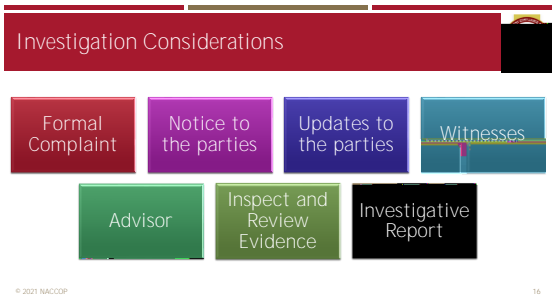 Investigation Considerations
Formal
Complaint
Notice to
the parties
Updates to
the parties
Witnesses
Advisor
Inspect and
Review
Evidence
Investigative
Report
© 2021 NACCOP
16